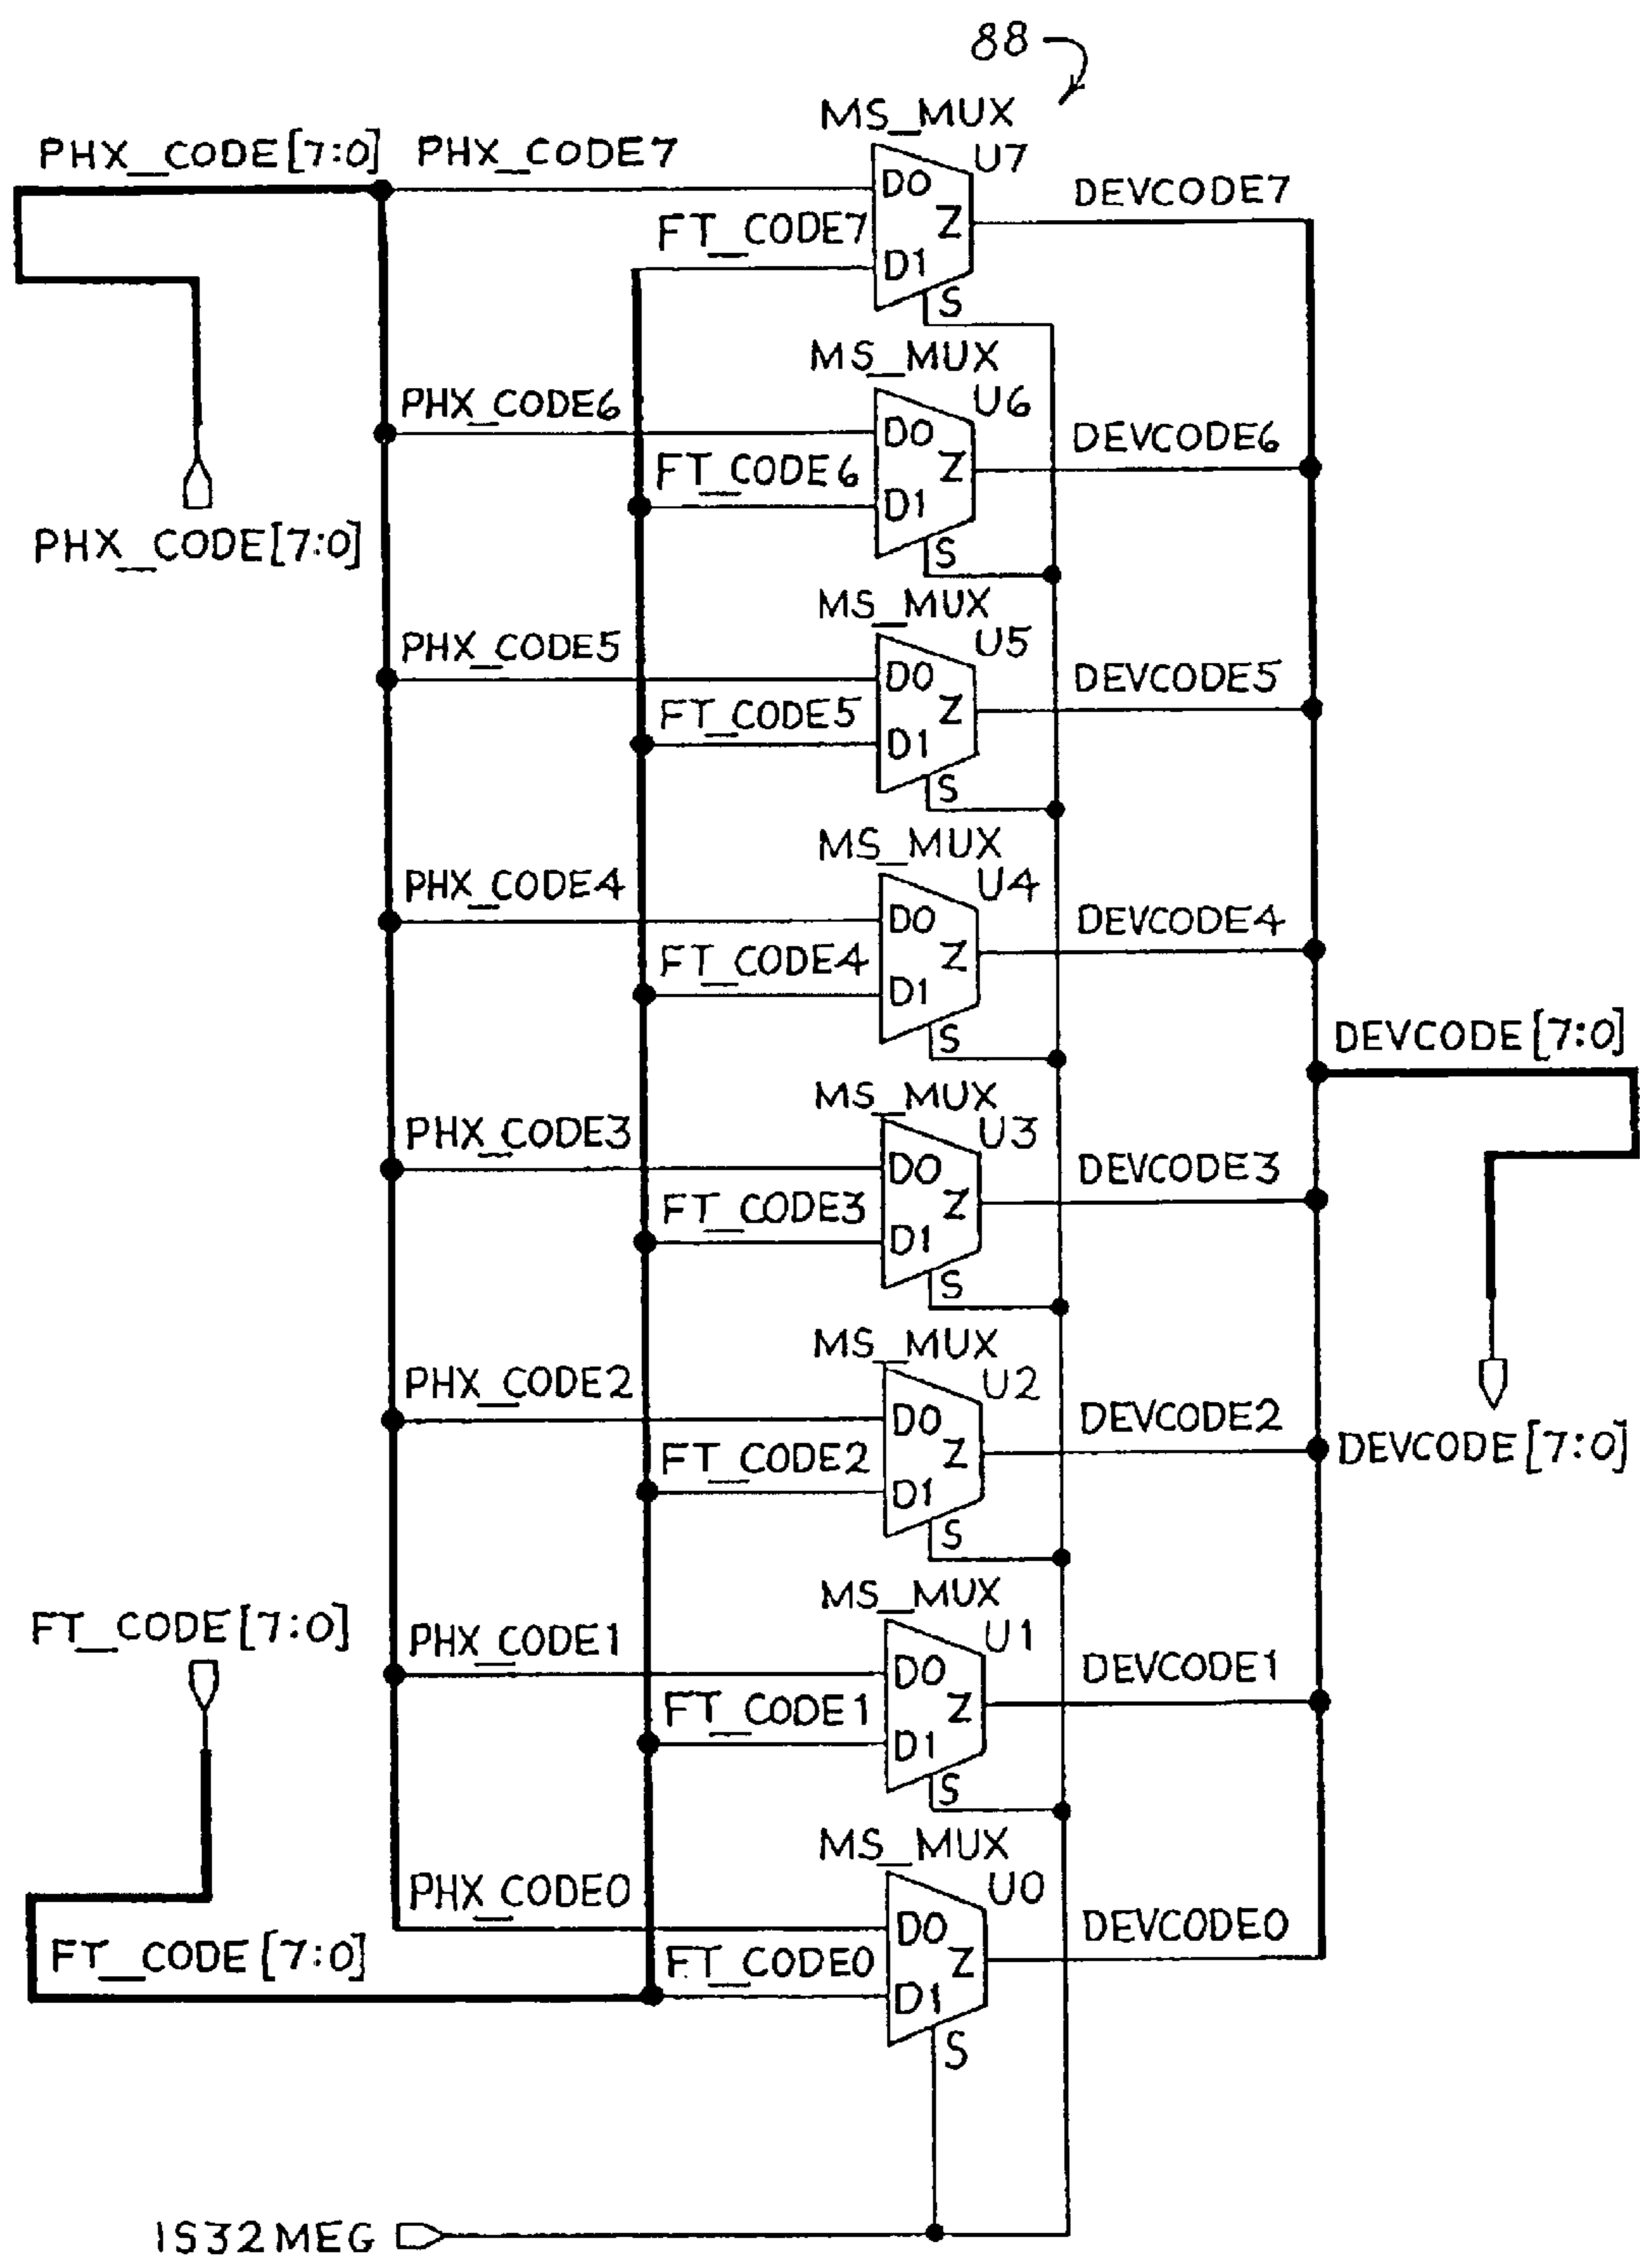 88
MS_MUX
PHX_CODE[7:0] PHX_CODE7
U7
D0
DEVCODE7
FT_CODE7
Z
D1
S
MS_MUX
U6
PHX_CODE6
D0
DEVCODE6
FT_CODE6
Z
D1
PHX_CODE[7:0]
S
MS_MUX
U5
PHX_CODE5
D0
DEVCODE5
FT_CODE5
Z
D1
S
MS_MUX
U4
PHX_CODE4
D0
DEVCODE4
FT_CODE4
Z
D1
DEVCODE[7:0]
S
MS_MUX
U3
PHX_CODE3
D0
DEVCODE3
FT_CODE3
Z
D1
S
MS_MUX
U2
PHX_CODE2
D0
DEVCODE2
FT_CODE2
Z
DEVCODE[7:0]
D1
S
MS_MUX
FT_CODE[7:0]
U1
PHX_CODE1
D0
DEVCODE1
FT_CODE1
Z
D1
S
MS_MUX
U0
PHX_CODE0
D0
DEVCODE0
FT_CODE[7:0]
FT_CODE0
Z
D1
S
IS32MEG